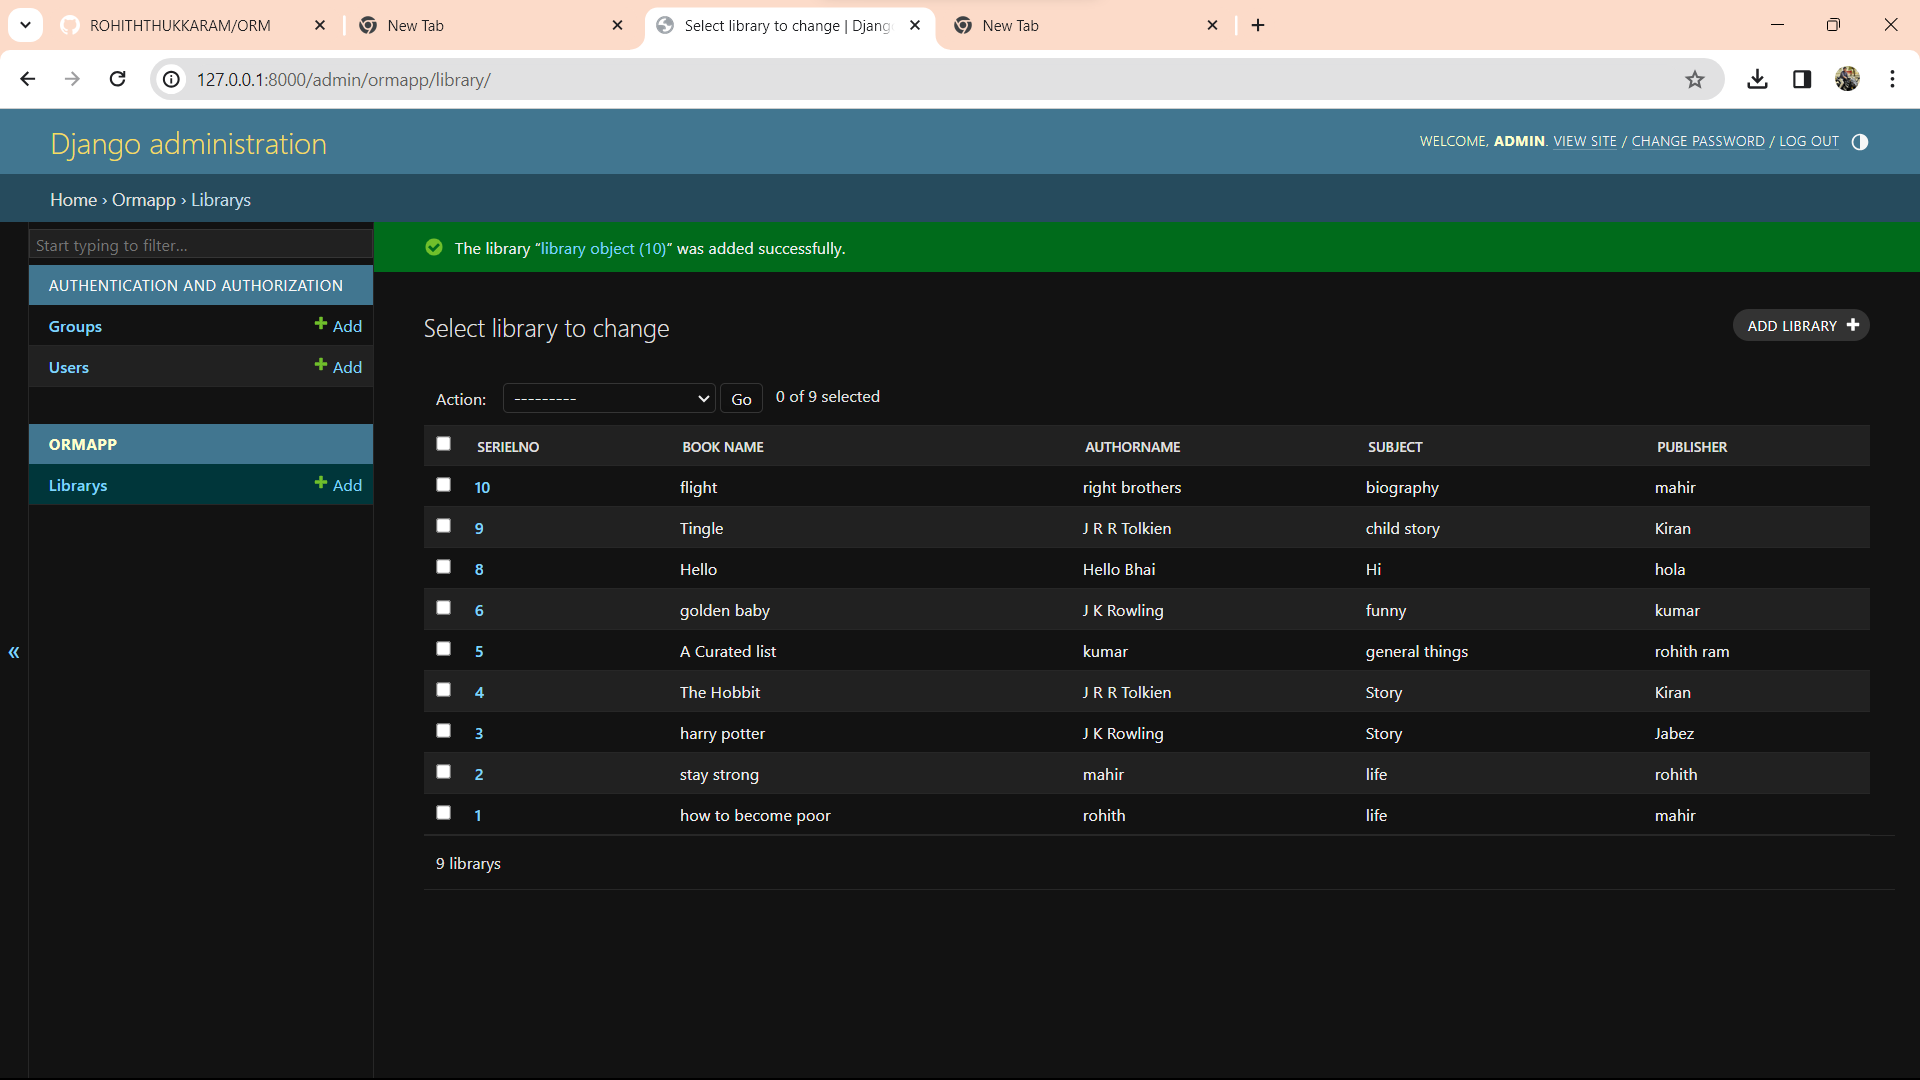 ROHITHTHUKKARAM/ORM
New Tab
Select library to change | Djang
New Tab
127.0.0.1:8000/admin/ormapp/library/
Django administration
WELCOME, ADMIN. VIEW SITE / CHANGE PASSWORD / LOG OUT
Home › Ormapp › Librarys
Start typing to filter...
The library “library object (10)” was added successfully.
AUTHENTICATION AND AUTHORIZATION
Groups Add
Users Add
ORMAPP
Librarys Add
«
Select library to change
ADD LIBRARY
Action: --------- Go 0 of 9 selected
SERIELNO BOOK NAME AUTHORNAME SUBJECT PUBLISHER
10 flight right brothers biography mahir
9 Tingle J R R Tolkien child story Kiran
8 Hello Hello Bhai Hi hola
6 golden baby J K Rowling funny kumar
5 A Curated list kumar general things rohith ram
4 The Hobbit J R R Tolkien Story Kiran
3 harry potter J K Rowling Story Jabez
2 stay strong mahir life rohith
1 how to become poor rohith life mahir
9 librarys